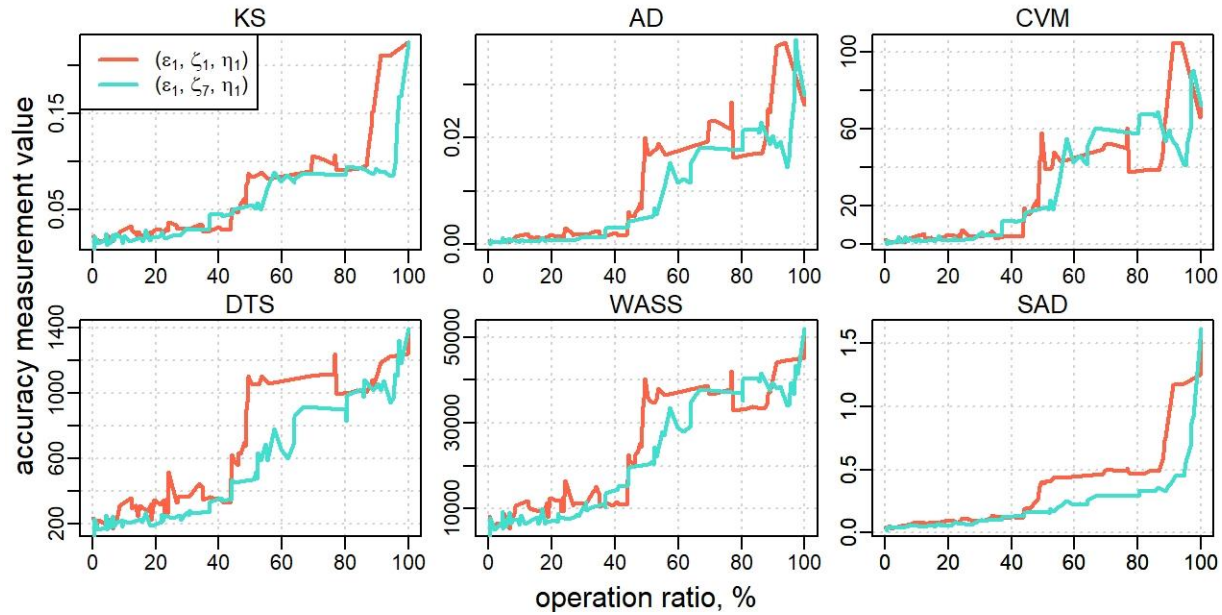 KS AD CVM
(ε₁, ζ₁, η₁)
(ε₁, ζ₇, η₁)
0.05 0.15
0 20 40 60 80 100
0.00 0.02
0 20 40 60 80 100
0 20 60 100
0 20 40 60 80 100
DTS WASS SAD
200 600 1000 1400
0 20 40 60 80 100
10000 30000 50000
0 20 40 60 80 100
0.0 0.5 1.0 1.5
0 20 40 60 80 100
accuracy measurement value
operation ratio, %